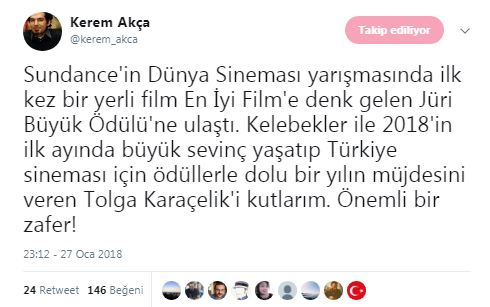 Kerem Akça
@kerem_akca
Takip ediliyor
Sundance'in Dünya Sineması yarışmasında ilk
kez bir yerli film En İyi Film'e denk gelen Jüri
Büyük Ödülü'ne ulaştı. Kelebekler ile 2018'in
ilk ayında büyük sevinç yaşatıp Türkiye
sineması için ödüllerle dolu bir yılın müjdesini
veren Tolga Karaçelik'i kutlarım. Önemli bir
zafer!
23:12 - 27 Oca 2018
24 Retweet 146 Beğeni